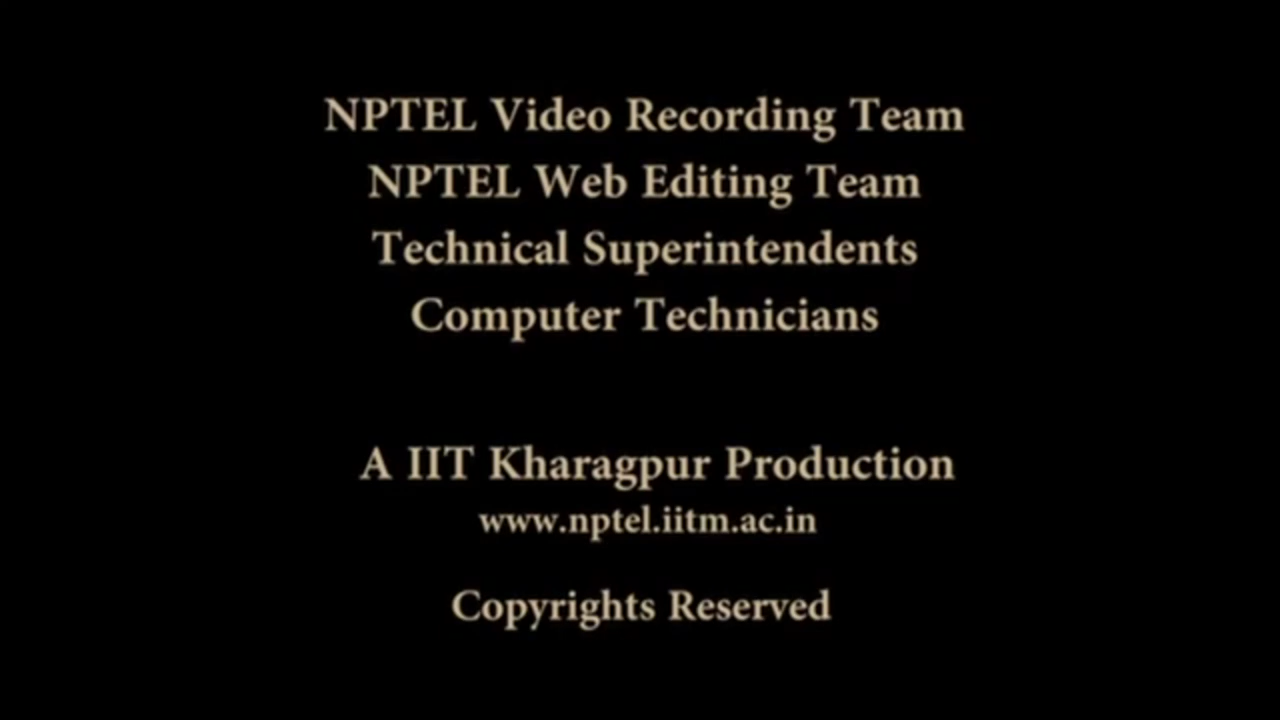 NPTEL Video Recording Team
NPTEL Web Editing Team
Technical Superintendents
Computer Technicians
A IIT Kharagpur Production
www.nptel.iitm.ac.in
Copyrights Reserved